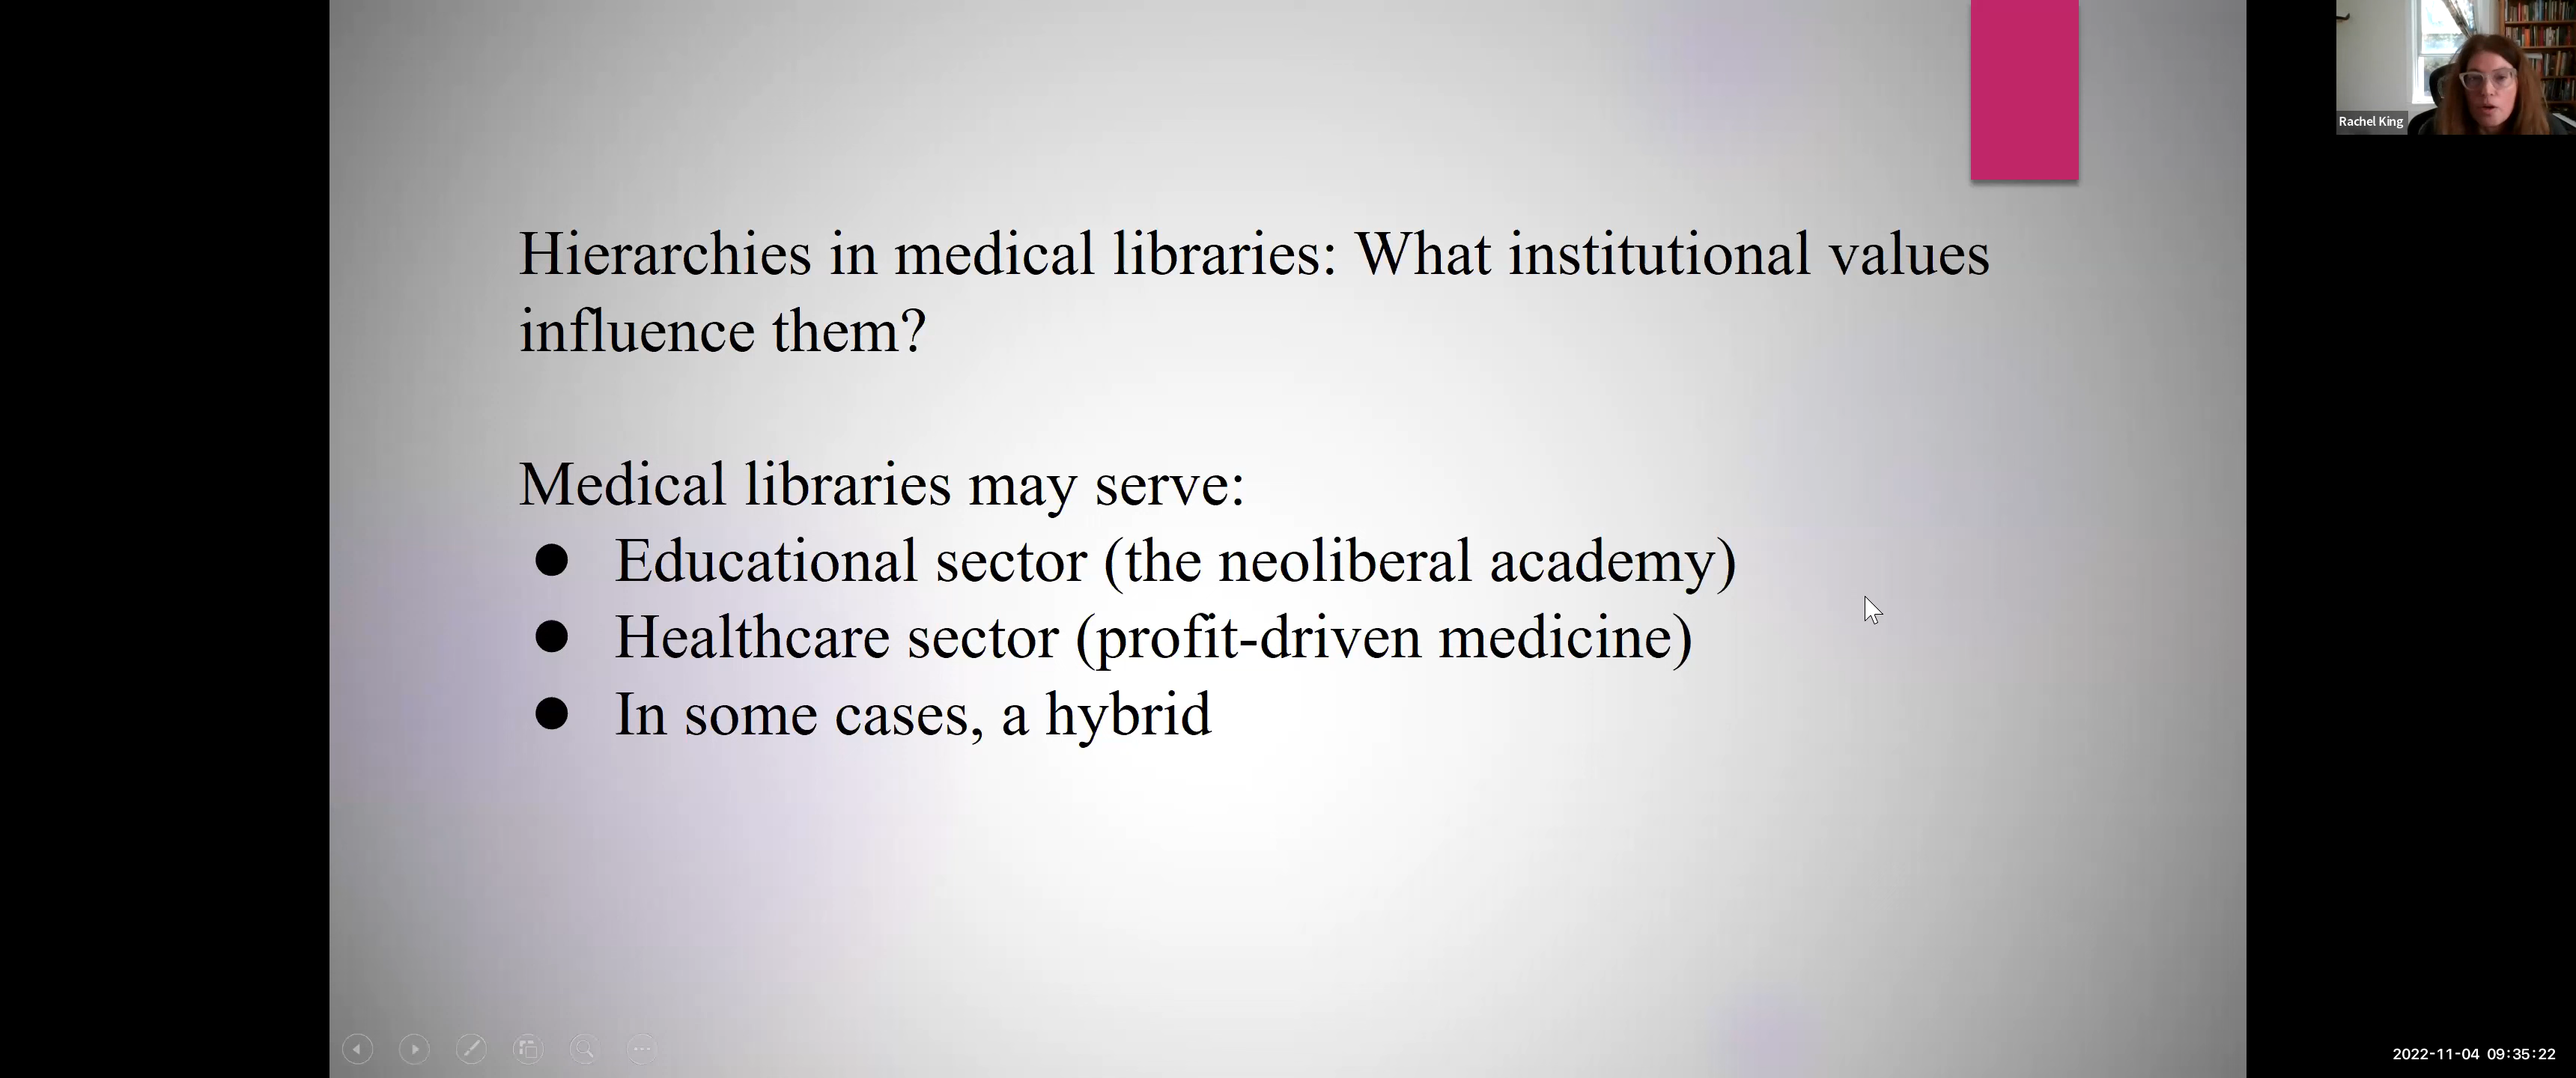 Hierarchies in medical libraries: What institutional values
influence them?
Medical libraries may serve:
● Educational sector (the neoliberal academy)
● Healthcare sector (profit-driven medicine)
● In some cases, a hybrid
Rachel King
2022-11-04 09:35:22